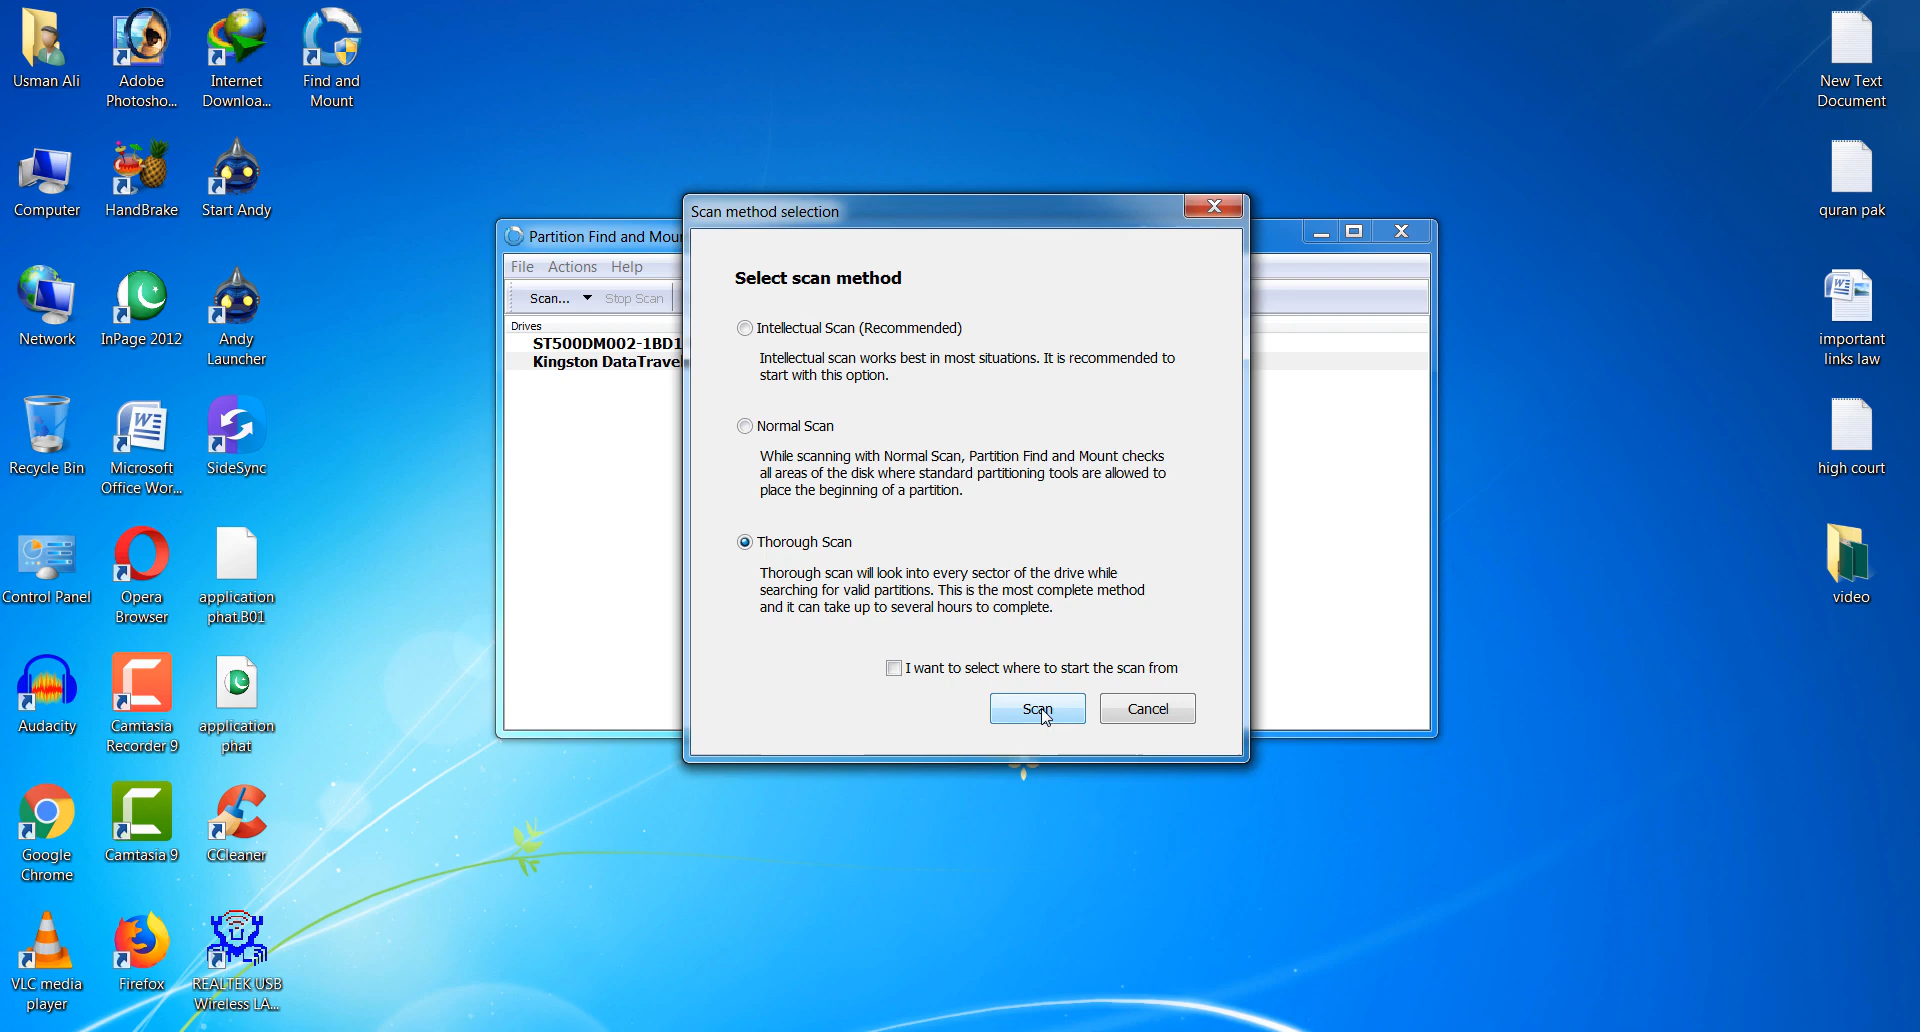 Usman Ali
Adobe
Photosho...
Internet
Downloa...
Find and
Mount
Computer
HandBrake
Start Andy
Network
InPage 2012
Andy
Launcher
Recycle Bin
Microsoft
Office Wor...
SideSync
Control Panel
Opera
Browser
application
phat.B01
Audacity
Camtasia
Recorder 9
application
phat
Google
Chrome
Camtasia 9
CCleaner
VLC media
player
Firefox
REALTEK USB
Wireless LA...
Partition Find and Mou
File Actions Help
Scan... Stop Scan
Drives
ST500DM002-1BD1
Kingston DataTrave
Scan method selection
Select scan method
Intellectual Scan (Recommended)
Intellectual scan works best in most situations. It is recommended to
start with this option.
Normal Scan
While scanning with Normal Scan, Partition Find and Mount checks
all areas of the disk where standard partitioning tools are allowed to
place the beginning of a partition.
Thorough Scan
Thorough scan will look into every sector of the drive while
searching for valid partitions. This is the most complete method
and it can take up to several hours to complete.
I want to select where to start the scan from
Scan Cancel
New Text
Document
quran pak
important
links law
high court
video